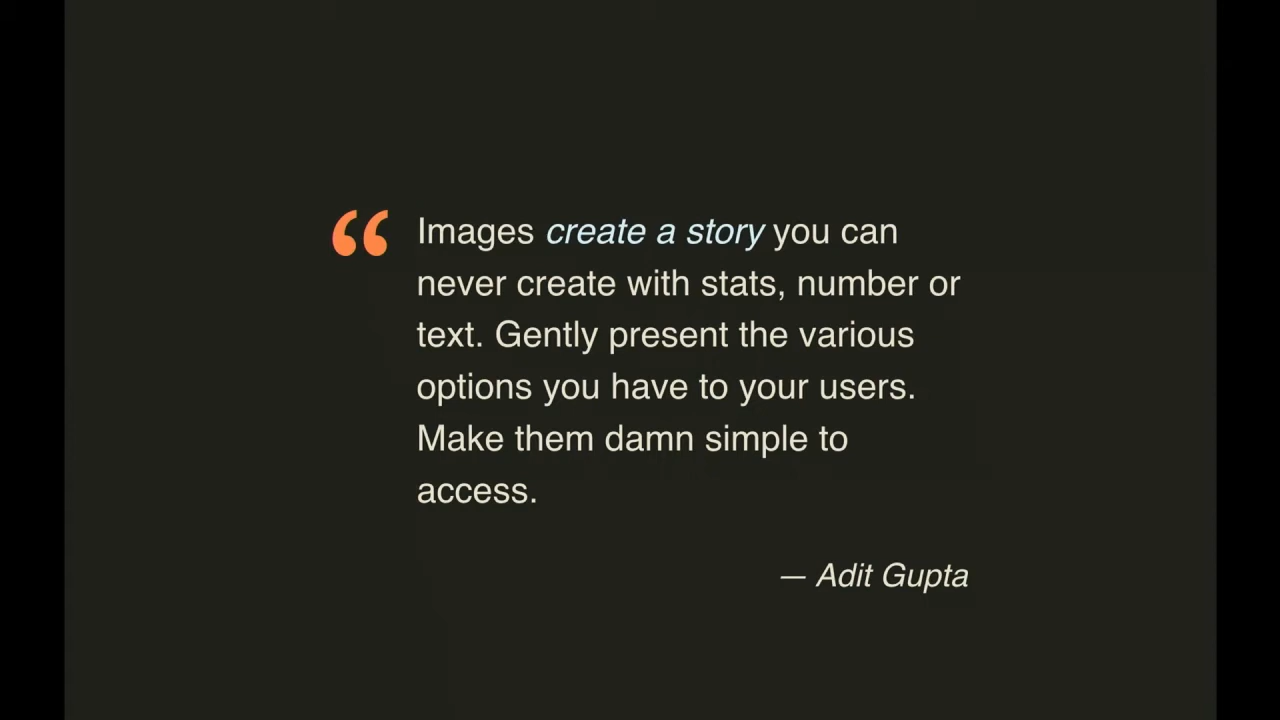 “ Images create a story you can
never create with stats, number or
text. Gently present the various
options you have to your users.
Make them damn simple to
access.
— Adit Gupta